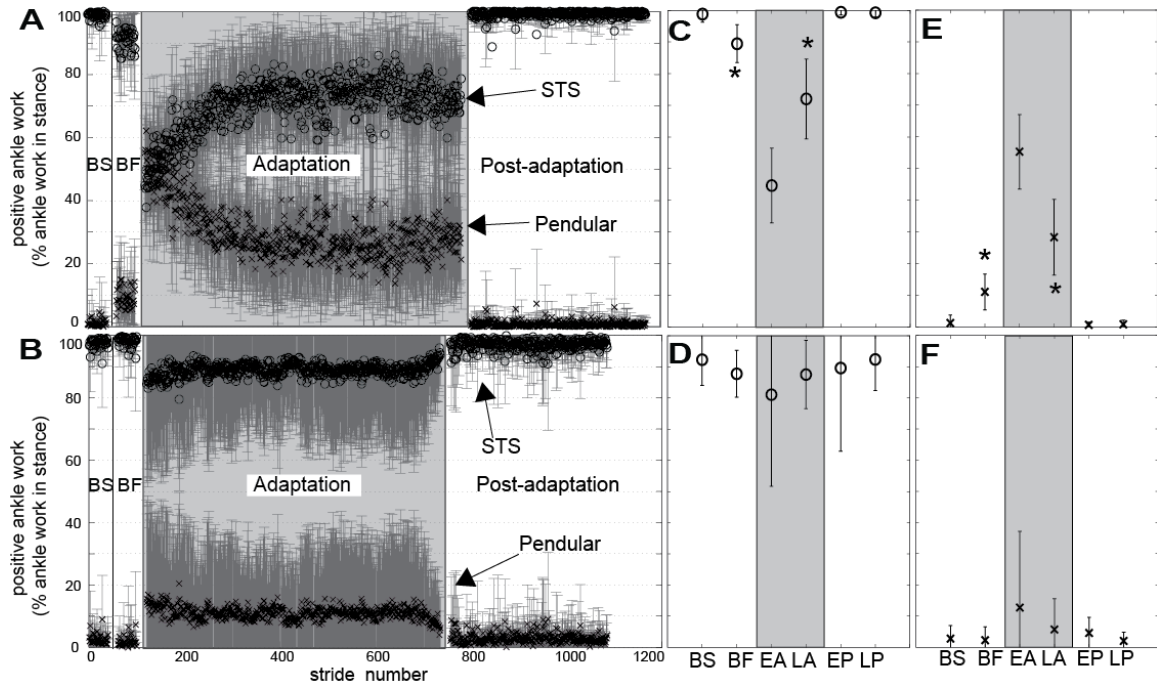 A
100
80
60
40
20
0
positive ankle work
(% ankle work in stance)
BS
BF
Adaptation
STS
Pendular
Post-adaptation
B
100
80
60
40
20
0
positive ankle work
(% ankle work in stance)
BS
BF
Adaptation
STS
Pendular
Post-adaptation
0 200 400 600 800 1000 1200
stride number
C
*
*
D
BS BF EA LA EP LP
E
*
*
F
BS BF EA LA EP LP